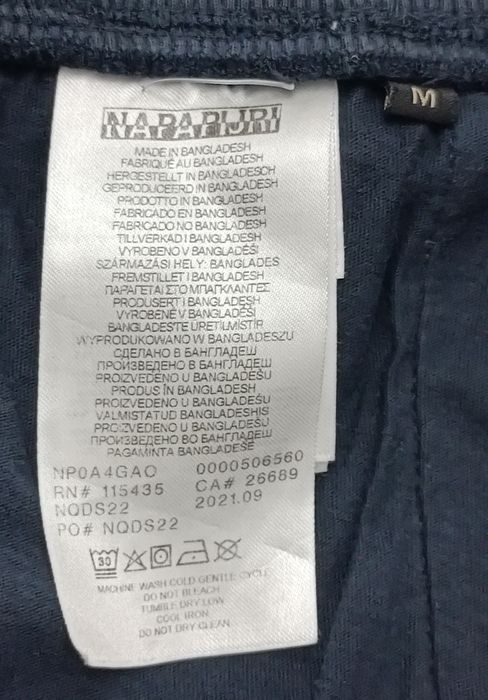 NAPAPIJRI
M
MADE IN BANGLADESH
FABRIQUÉ AU BANGLADESH
HERGESTELLT IN BANGLADESCH
GEPRODUCEERD IN BANGLADESH
PRODOTTO IN BANGLADESH
FABRICADO EN BANGLADESH
FABRICADO NO BANGLADESH
TILLVERKAD I BANGLADESH
VYROBENO V BANGLADÉŠI
SZÁRMAZÁSI HELY: BANGLADES
FREMSTILLET I BANGLADESH
ΠΑΡΑΓΕΤΑΙ ΣΤΟ ΜΠΑΓΚΛΑΝΤΕΣ
PRODUSERT I BANGLADESH
VYROBENÉ V BANGLADÉŠI
BANGLADEŞTE ÜRETİLMİŞTİR
WYPRODUKOWANO W BANGLADESZU
СДЕЛАНО В БАНГЛАДЕШ
ПРОИЗВЕДЕНО В БАНГЛАДЕШ
PROIZVEDENO U BANGLADEŠU
PRODUS ÎN BANGLADESH
PROIZVEDENO U BANGLADEŠU
VALMISTATUD BANGLADESHIS
PROIZVEDENO U BANGLADEŠU
ПРОИЗВЕДЕНО ВО БАНГЛАДЕШ
PAGAMINTA BANGLADEŠE
NP0A4GAO 0000506560
RN# 115435 CA# 26689
NQDS22 2021.09
PO# NQDS22
30
MACHINE WASH COLD GENTLE CYCLE
DO NOT BLEACH
TUMBLE DRY LOW
COOL IRON
DO NOT DRY CLEAN